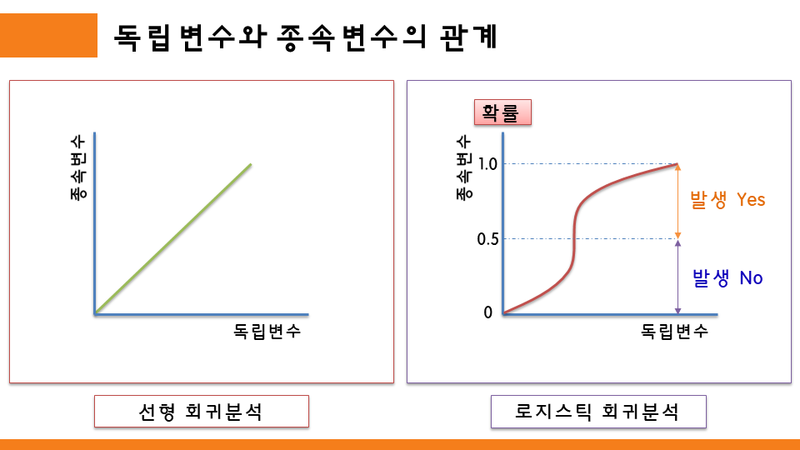 독립변수와 종속변수의 관계
종속변수
독립변수
선형 회귀분석
확률
종속변수
1.0
0.5
0
발생 Yes
발생 No
독립변수
로지스틱 회귀분석